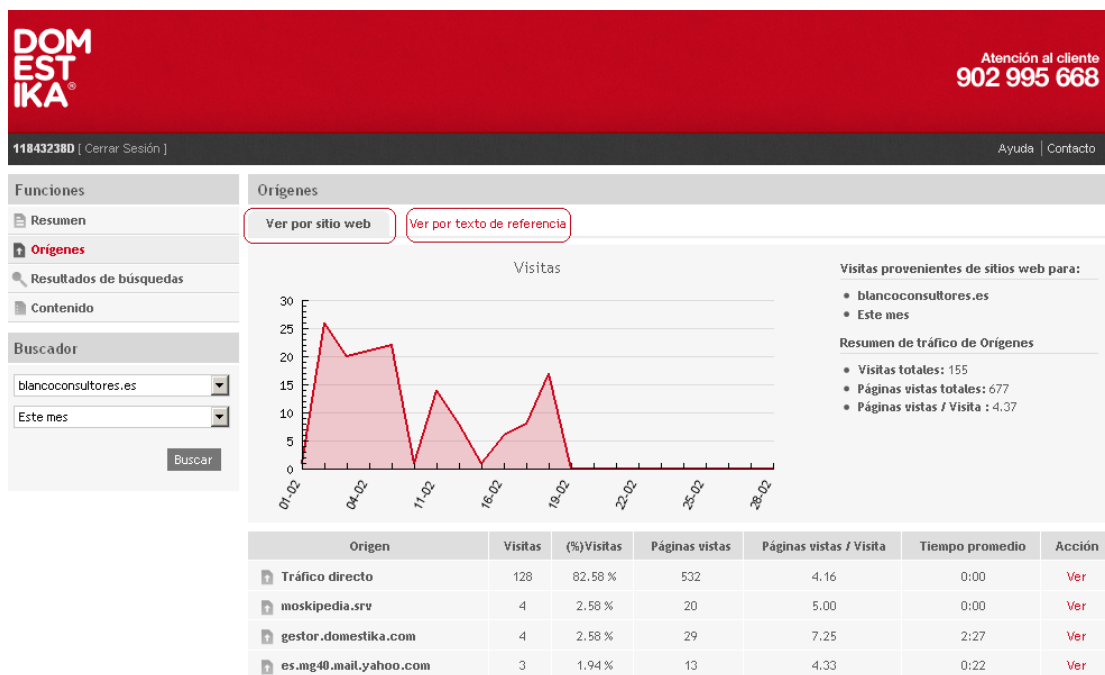 DOM
EST
IKA®
Atención al cliente
902 995 668
11843238D [ Cerrar Sesión ]
Ayuda | Contacto
Funciones
Resumen
Orígenes
Resultados de búsquedas
Contenido
Buscador
blancoconsultores.es
Este mes
Buscar
Orígenes
Ver por sitio web
Ver por texto de referencia
Visitas
30
25
20
15
10
5
0
01-02
04-02
11-02
16-02
19-02
22-02
25-02
28-02
Visitas provenientes de sitios web para:
• blancoconsultores.es
• Este mes
Resumen de tráfico de Orígenes
• Visitas totales: 155
• Páginas vistas totales: 677
• Páginas vistas / Visita : 4.37
Origen Visitas (%)Visitas Páginas vistas Páginas vistas / Visita Tiempo promedio Acción
Tráfico directo 128 82.58 % 532 4.16 0:00 Ver
moskipedia.srv 4 2.58 % 20 5.00 0:00 Ver
gestor.domestika.com 4 2.58 % 29 7.25 2:27 Ver
es.mg40.mail.yahoo.com 3 1.94 % 13 4.33 0:22 Ver